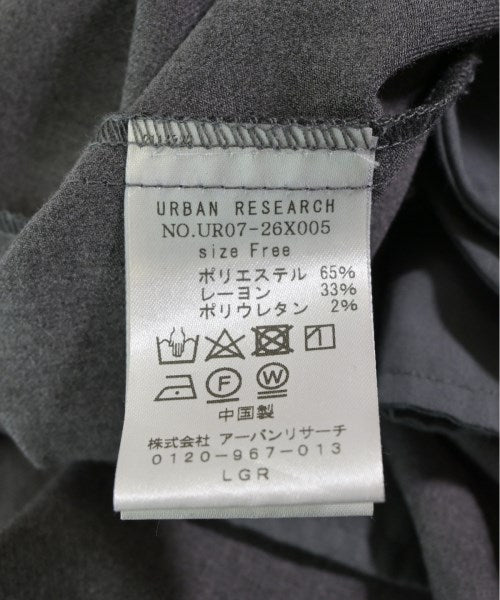 URBAN RESEARCH
NO.UR07-26X005
size Free
ポリエステル 65%
レーヨン 33%
ポリウレタン 2%
F W
中国製
株式会社 アーバンリサーチ
0120-967-013
LGR